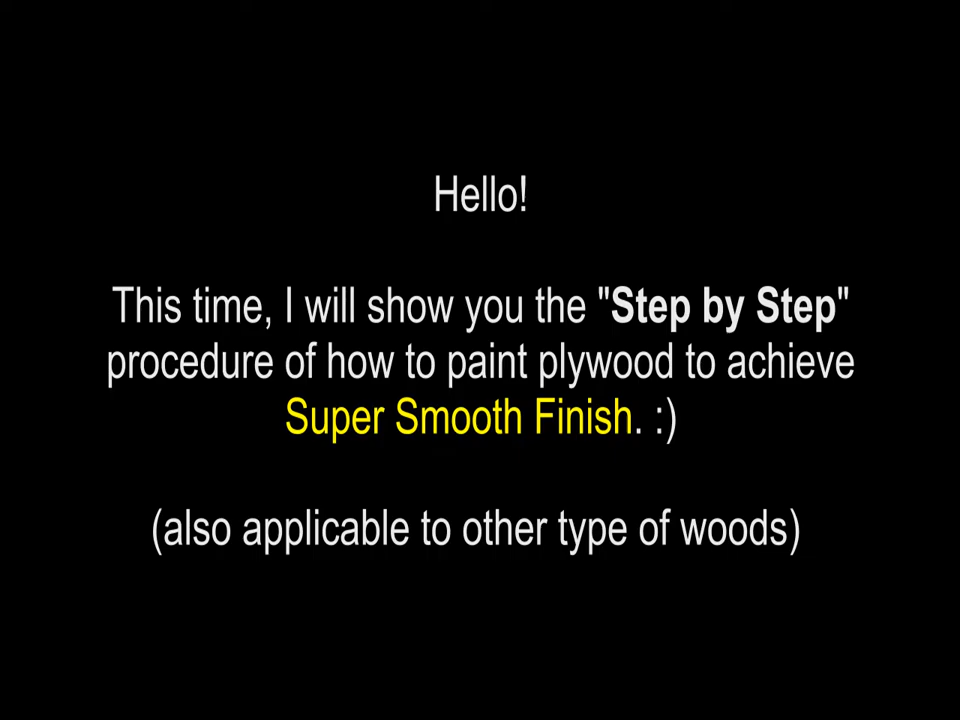 Hello!
This time, I will show you the "Step by Step"
procedure of how to paint plywood to achieve
Super Smooth Finish. :)
(also applicable to other type of woods)